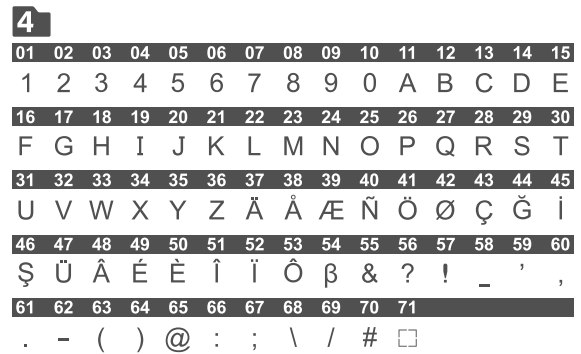 4
01 02 03 04 05 06 07 08 09 10 11 12 13 14 15
1 2 3 4 5 6 7 8 9 0 A B C D E
16 17 18 19 20 21 22 23 24 25 26 27 28 29 30
F G H I J K L M N O P Q R S T
31 32 33 34 35 36 37 38 39 40 41 42 43 44 45
U V W X Y Z Ä Å Æ Ñ Ö Ø Ç Ğ İ
46 47 48 49 50 51 52 53 54 55 56 57 58 59 60
Ş Ü Â É È Î Ï Ô β & ? ! _ ’ ,
61 62 63 64 65 66 67 68 69 70 71
. – ( ) @ : ; \ / # ⛶